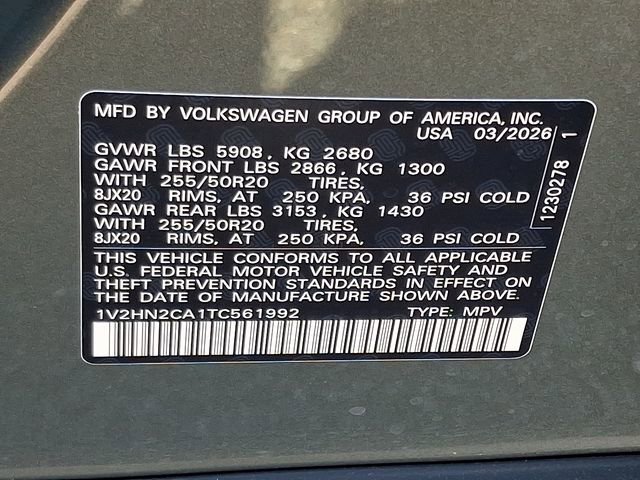 MFD BY VOLKSWAGEN GROUP OF AMERICA, INC.
USA 03/2026
GVWR LBS 5908, KG 2680
GAWR FRONT LBS 2866, KG 1300
WITH 255/50R20 TIRES,
8JX20 RIMS, AT 250 KPA, 36 PSI COLD
GAWR REAR LBS 3153, KG 1430
WITH 255/50R20 TIRES,
8JX20 RIMS, AT 250 KPA, 36 PSI COLD
1230278 1
THIS VEHICLE CONFORMS TO ALL APPLICABLE
U.S. FEDERAL MOTOR VEHICLE SAFETY AND
THEFT PREVENTION STANDARDS IN EFFECT ON
THE DATE OF MANUFACTURE SHOWN ABOVE.
1V2HN2CA1TC561992 TYPE: MPV